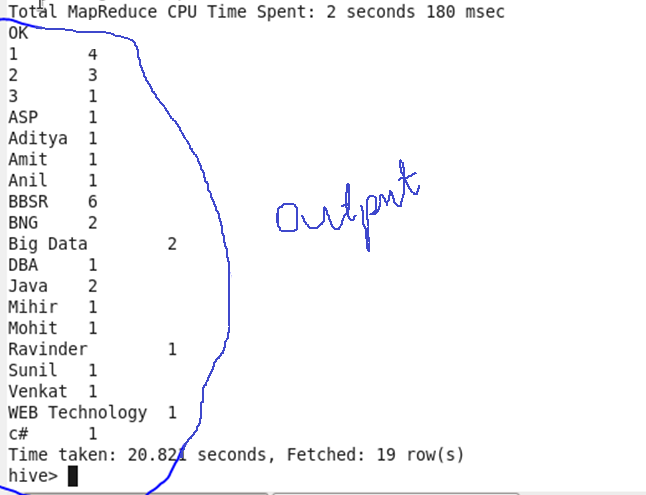 Total MapReduce CPU Time Spent: 2 seconds 180 msec
OK
1 4
2 3
3 1
ASP 1
Aditya 1
Amit 1
Anil 1
BBSR 6
BNG 2
Big Data 2
DBA 1
Java 2
Mihir 1
Mohit 1
Ravinder 1
Sunil 1
Venkat 1
WEB Technology 1
c# 1
Time taken: 20.821 seconds, Fetched: 19 row(s)
hive>
Output